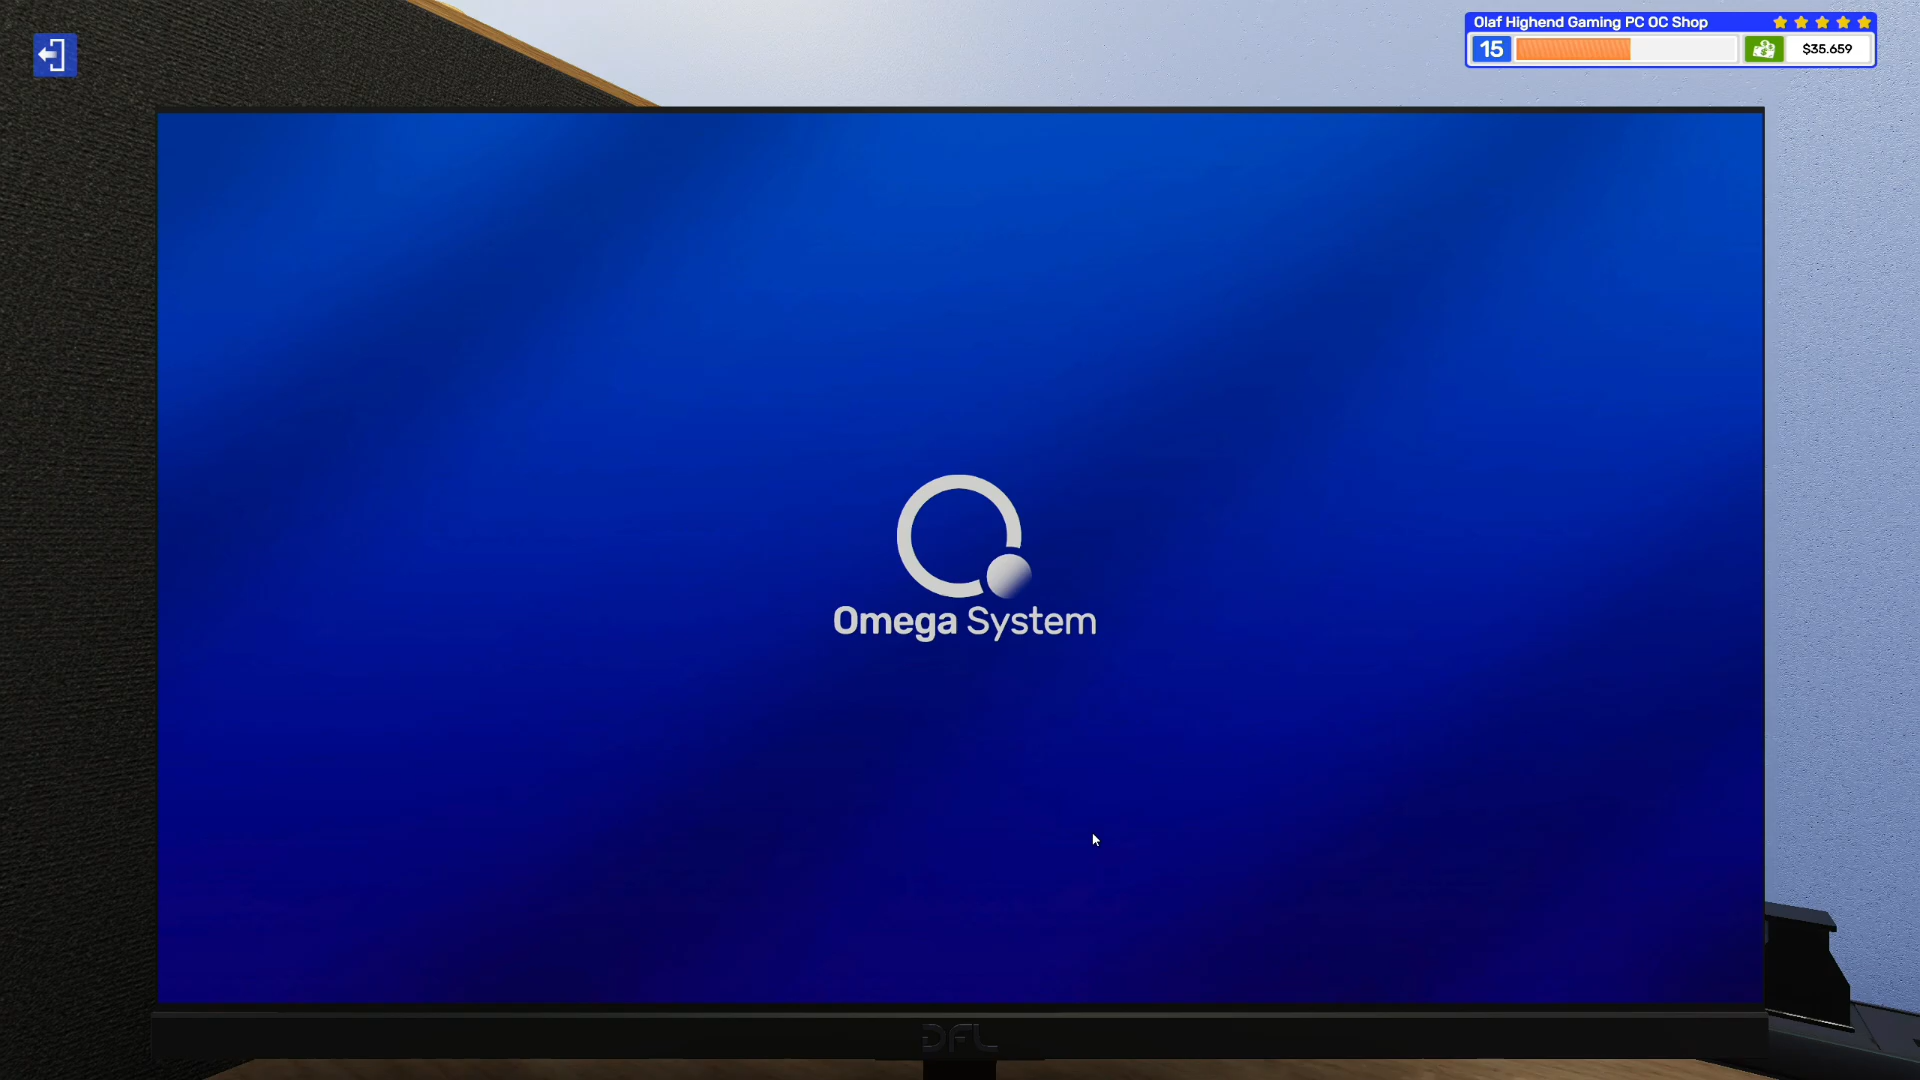 Olaf Highend Gaming PC OC Shop
15
$35.659
Omega System
DFL